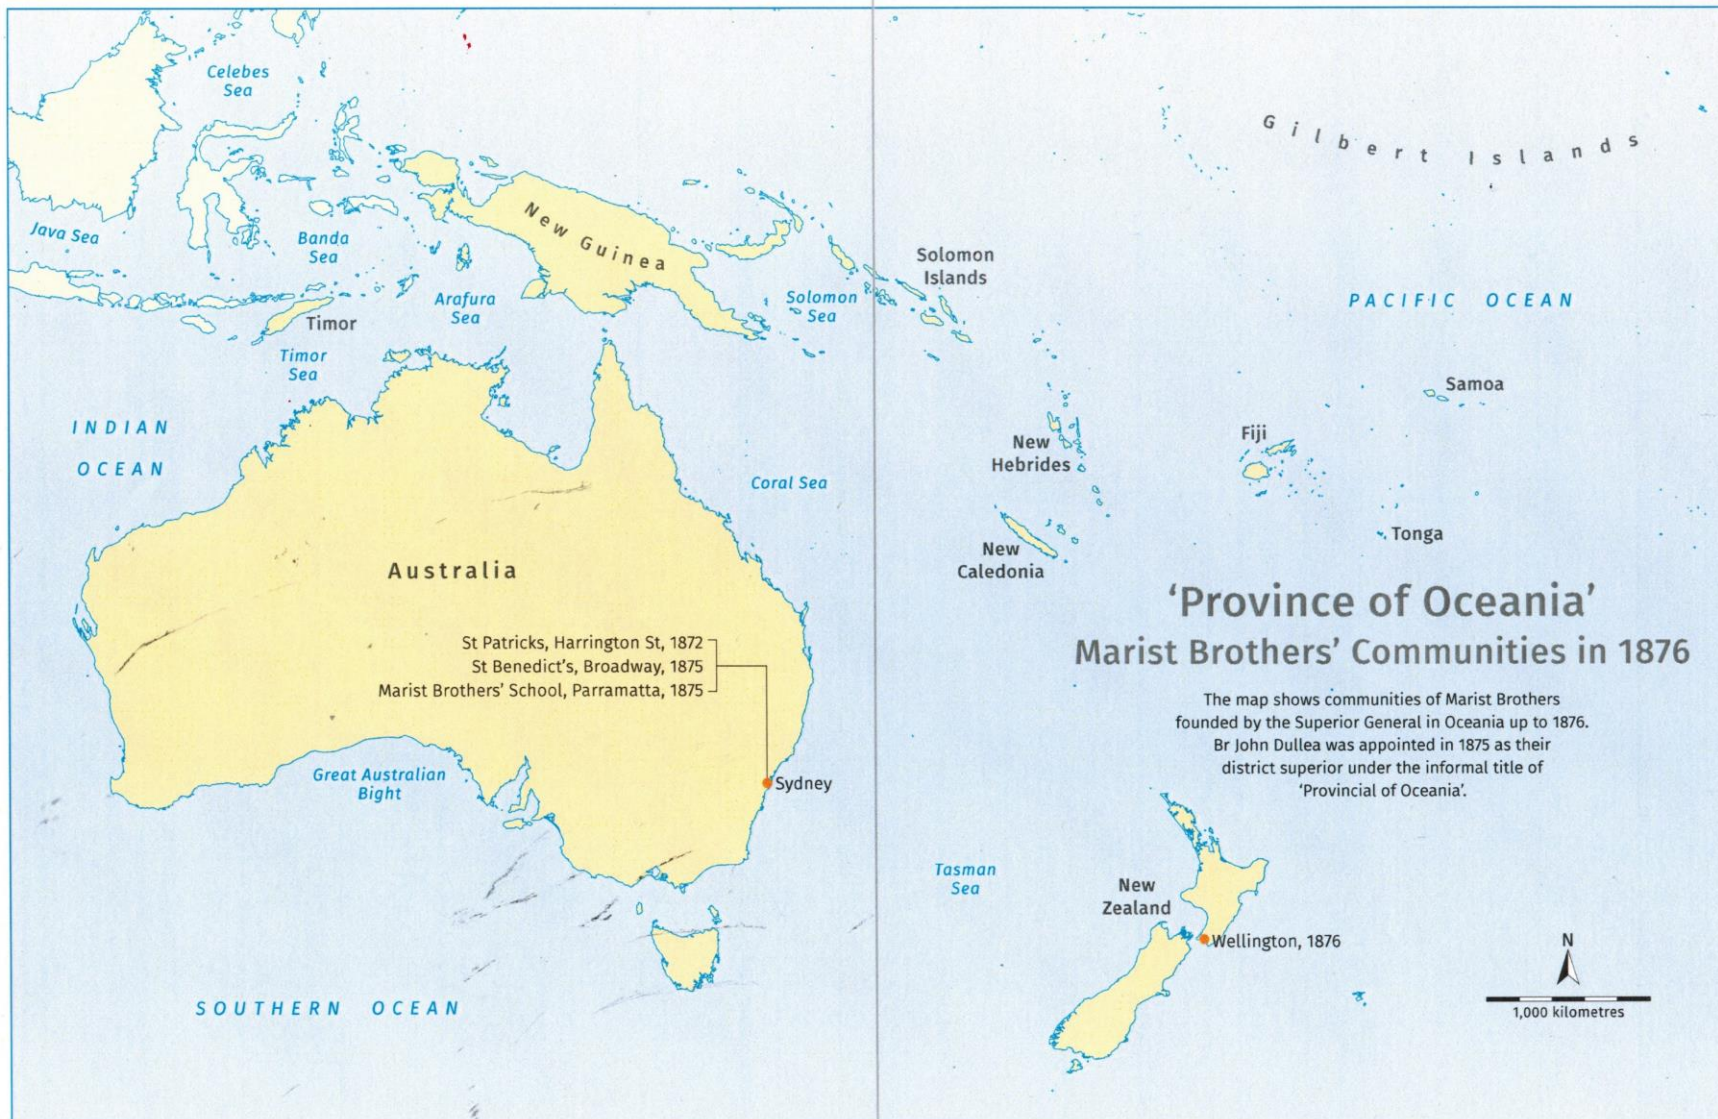 Celebes
Sea
Gilbert Islands
Java Sea
Banda
Sea
New Guinea
Solomon
Islands
Arafura
Sea
Solomon
Sea
PACIFIC OCEAN
Timor
Timor
Sea
Samoa
INDIAN
OCEAN
New
Hebrides
Fiji
Coral Sea
Tonga
New
Caledonia
Australia
'Province of Oceania'
Marist Brothers' Communities in 1876
St Patricks, Harrington St, 1872
St Benedict's, Broadway, 1875
Marist Brothers' School, Parramatta, 1875
The map shows communities of Marist Brothers
founded by the Superior General in Oceania up to 1876.
Br John Dullea was appointed in 1875 as their
district superior under the informal title of
'Provincial of Oceania'.
Great Australian
Bight
Sydney
Tasman
Sea
New
Zealand
Wellington, 1876
N
1,000 kilometres
SOUTHERN OCEAN